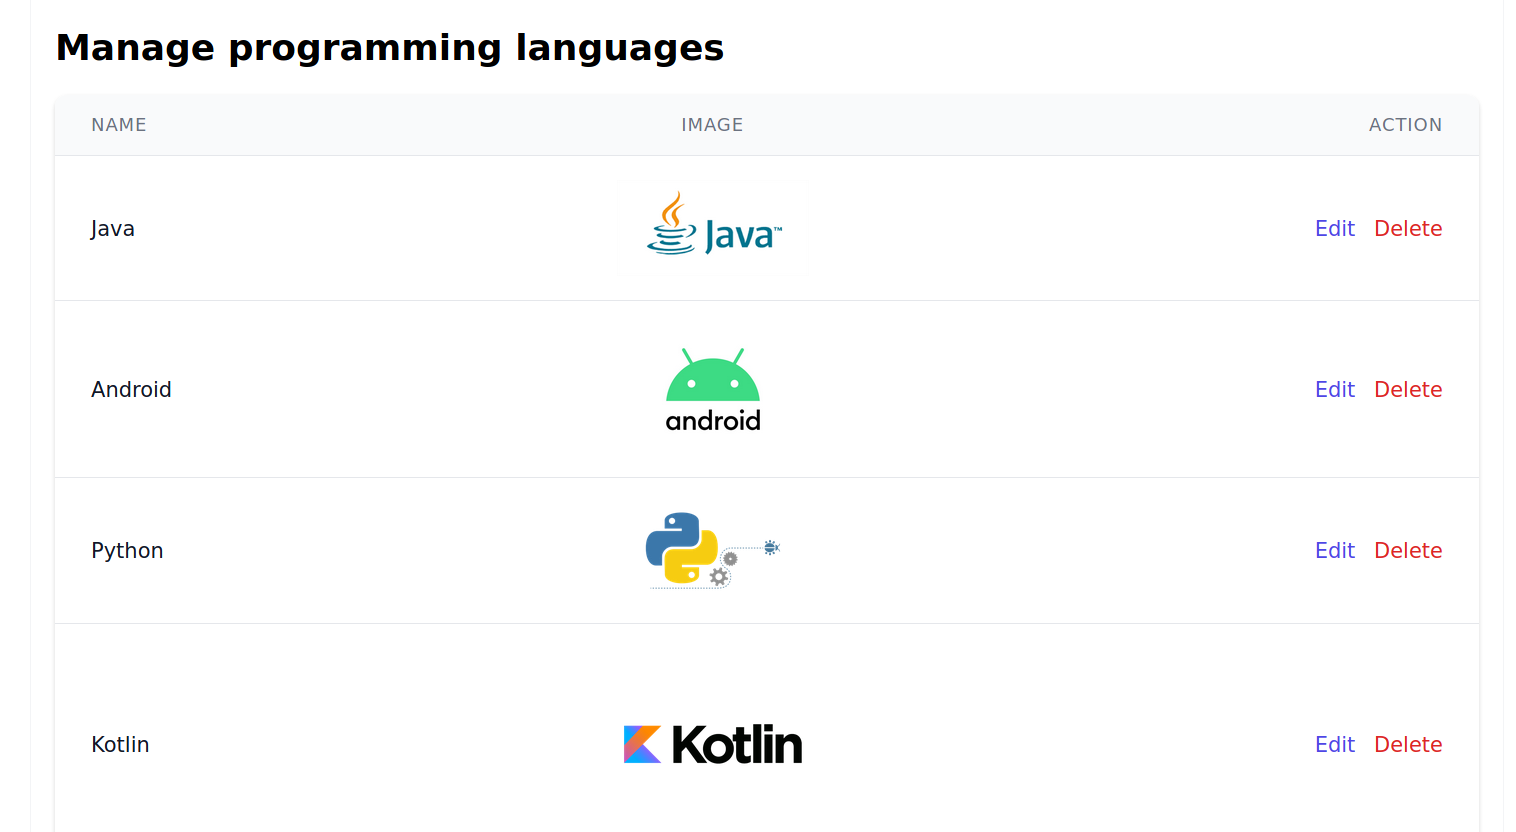 Manage programming languages
NAME IMAGE ACTION
Java Java™ Edit Delete
Android android Edit Delete
Python Edit Delete
Kotlin Kotlin Edit Delete